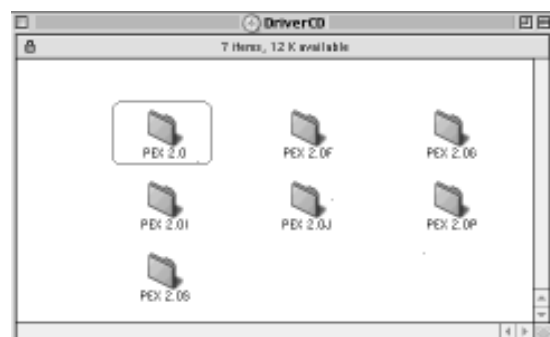 DriverCD
7 items, 12 K available
PEX 2.0
PEX 2.0F
PEX 2.0G
PEX 2.0I
PEX 2.0J
PEX 2.0P
PEX 2.0S